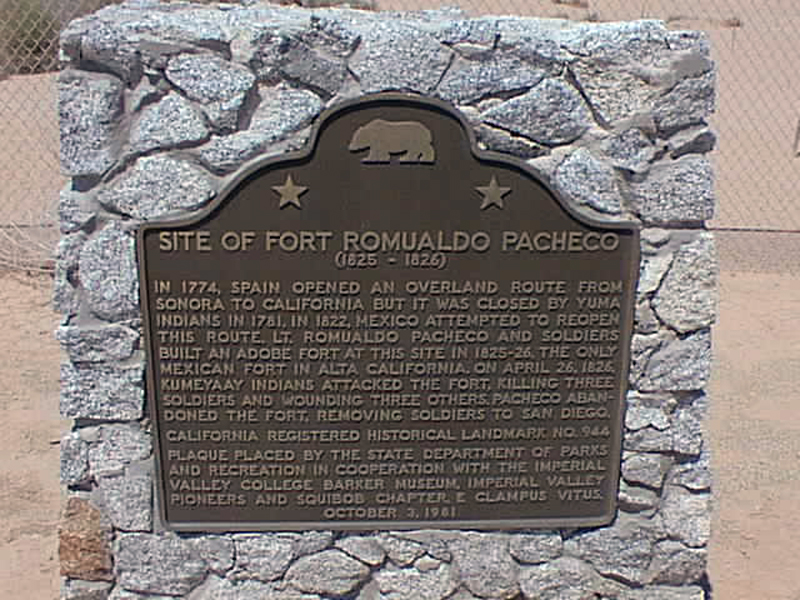 SITE OF FORT ROMUALDO PACHECO
(1825 - 1826)
IN 1774, SPAIN OPENED AN OVERLAND ROUTE FROM
SONORA TO CALIFORNIA BUT IT WAS CLOSED BY YUMA
INDIANS IN 1781. IN 1822, MEXICO ATTEMPTED TO REOPEN
THIS ROUTE. LT. ROMUALDO PACHECO AND SOLDIERS
BUILT AN ADOBE FORT AT THIS SITE IN 1825-26, THE ONLY
MEXICAN FORT IN ALTA CALIFORNIA. ON APRIL 26, 1826,
KUMEYAAY INDIANS ATTACKED THE FORT, KILLING THREE
SOLDIERS AND WOUNDING THREE OTHERS. PACHECO ABAN-
DONED THE FORT, REMOVING SOLDIERS TO SAN DIEGO.
CALIFORNIA REGISTERED HISTORICAL LANDMARK NO. 944
PLAQUE PLACED BY THE STATE DEPARTMENT OF PARKS
AND RECREATION IN COOPERATION WITH THE IMPERIAL
VALLEY COLLEGE BARKER MUSEUM, IMPERIAL VALLEY
PIONEERS AND SQUIBOB CHAPTER, E CLAMPUS VITUS.
OCTOBER 3, 1981